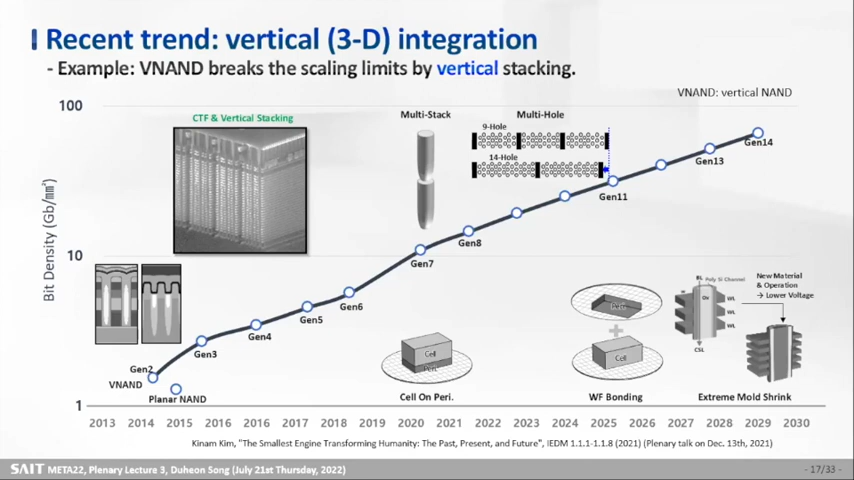 Recent trend: vertical (3-D) integration
- Example: VNAND breaks the scaling limits by vertical stacking.
VNAND: vertical NAND
100
CTF & Vertical Stacking
Multi-Stack
Multi-Hole
9-Hole
14-Hole
Gen14
Gen13
Gen11
Gen8
Gen7
Gen6
Gen5
Gen4
Gen3
Gen2
VNAND
Planar NAND
Bit Density (Gb/㎟)
10
1
Cell
Peri.
Cell On Peri.
Peri.
+
Cell
WF Bonding
BL
Poly Si Channel
Ox
WL
WL
WL
CSL
New Material
& Operation
→ Lower Voltage
Extreme Mold Shrink
2013 2014 2015 2016 2016 2017 2018 2019 2020 2021 2022 2023 2024 2025 2026 2027 2028 2029 2030
Kinam Kim, "The Smallest Engine Transforming Humanity: The Past, Present, and Future", IEDM 1.1.1-1.1.8 (2021) (Plenary talk on Dec. 13th, 2021)
SAIT META22, Plenary Lecture 3, Duheon Song (July 21st Thursday, 2022)
- 17/33 -